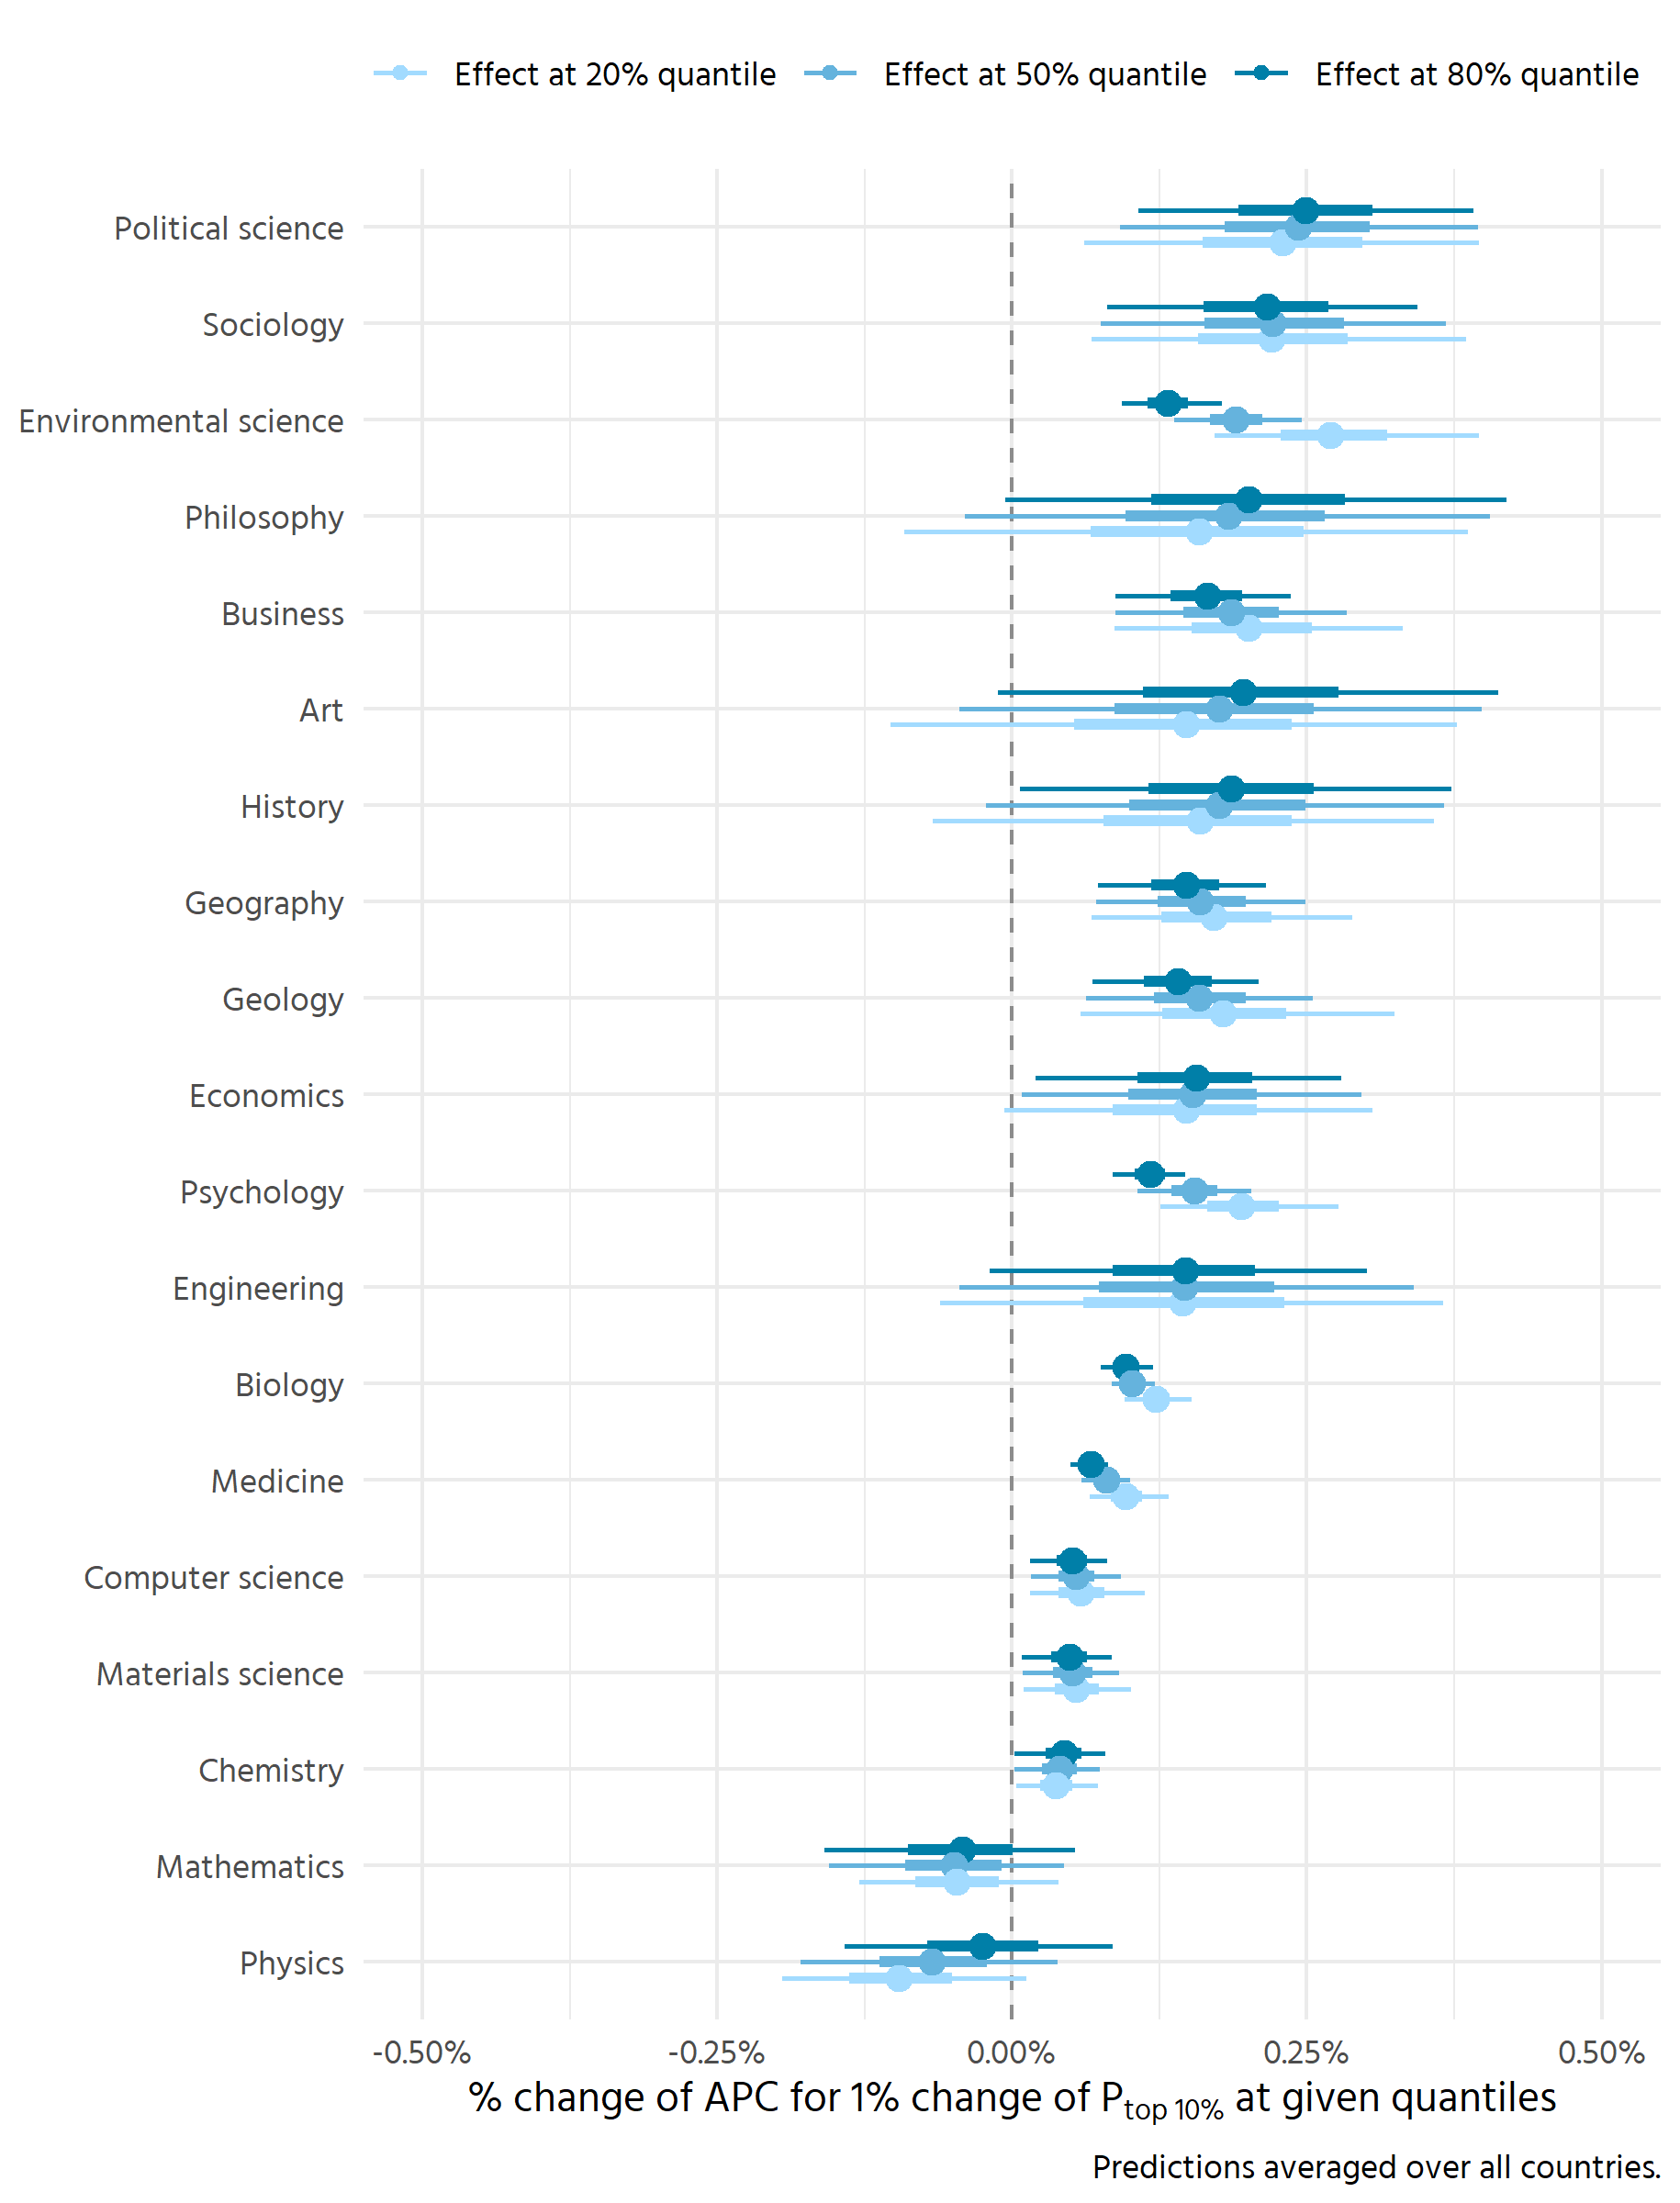 Effect at 20% quantile Effect at 50% quantile Effect at 80% quantile
Political science
Sociology
Environmental science
Philosophy
Business
Art
History
Geography
Geology
Economics
Psychology
Engineering
Biology
Medicine
Computer science
Materials science
Chemistry
Mathematics
Physics
-0.50% -0.25% 0.00% 0.25% 0.50%
% change of APC for 1% change of Ptop 10% at given quantiles
Predictions averaged over all countries.